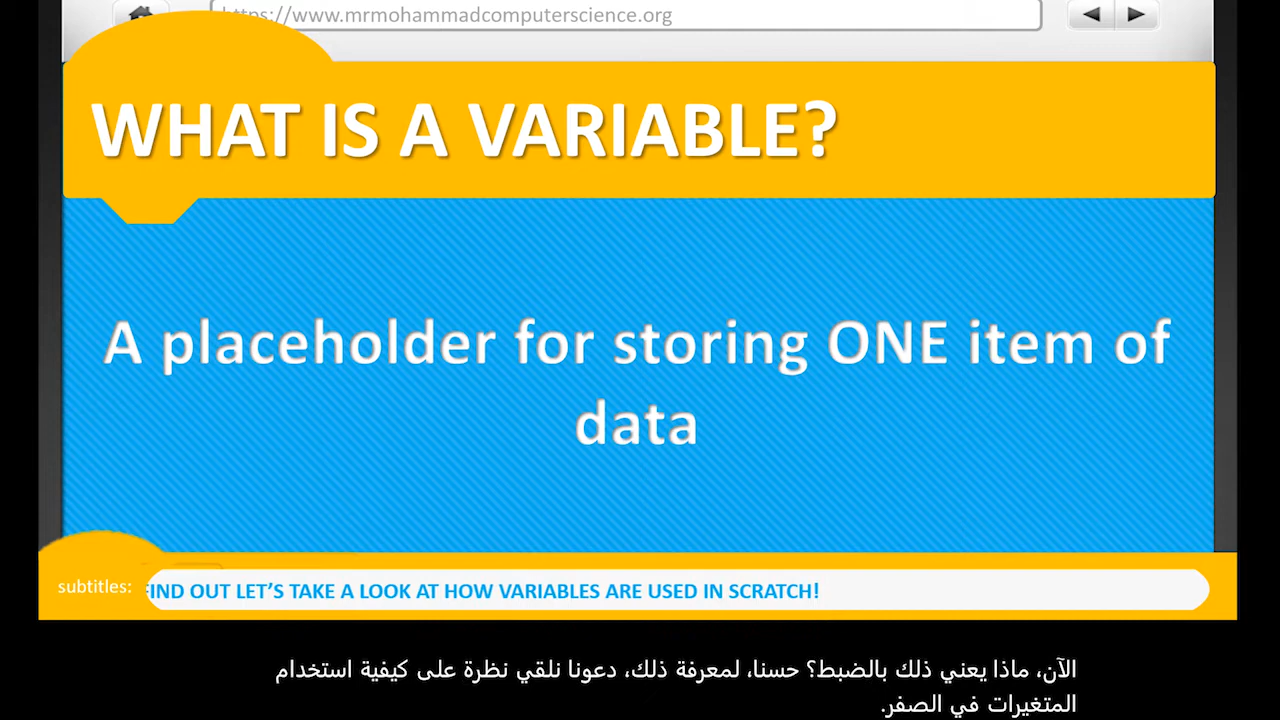 https://www.mrmohammadcomputerscience.org
WHAT IS A VARIABLE?
A placeholder for storing ONE item of
data
subtitles:
FIND OUT LET’S TAKE A LOOK AT HOW VARIABLES ARE USED IN SCRATCH!
الآن، ماذا يعني ذلك بالضبط؟ حسنا، لمعرفة ذلك، دعونا نلقي نظرة على كيفية استخدام
المتغيرات في الصفر.